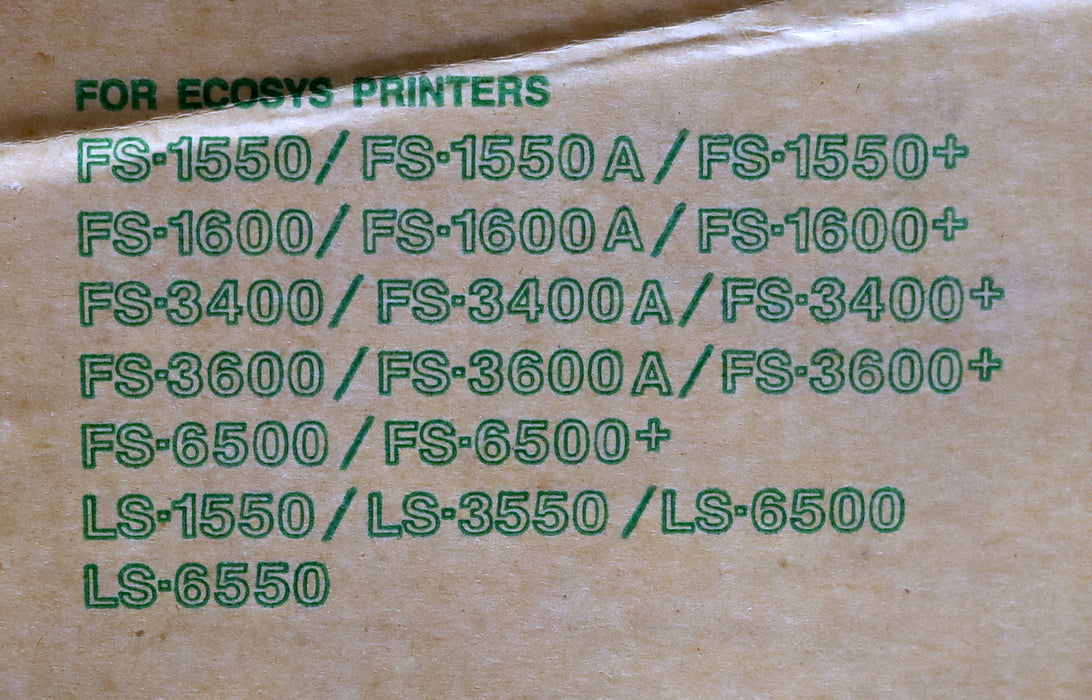 FOR ECOSYS PRINTERS
FS-1550/FS-1550A/FS-1550+
FS-1600/FS-1600A/FS-1600+
FS-3400/FS-3400A/FS-3400+
FS-3600/FS-3600A/FS-3600+
FS-6500/FS-6500+
LS-1550/LS-3550/LS-6500
LS-6550